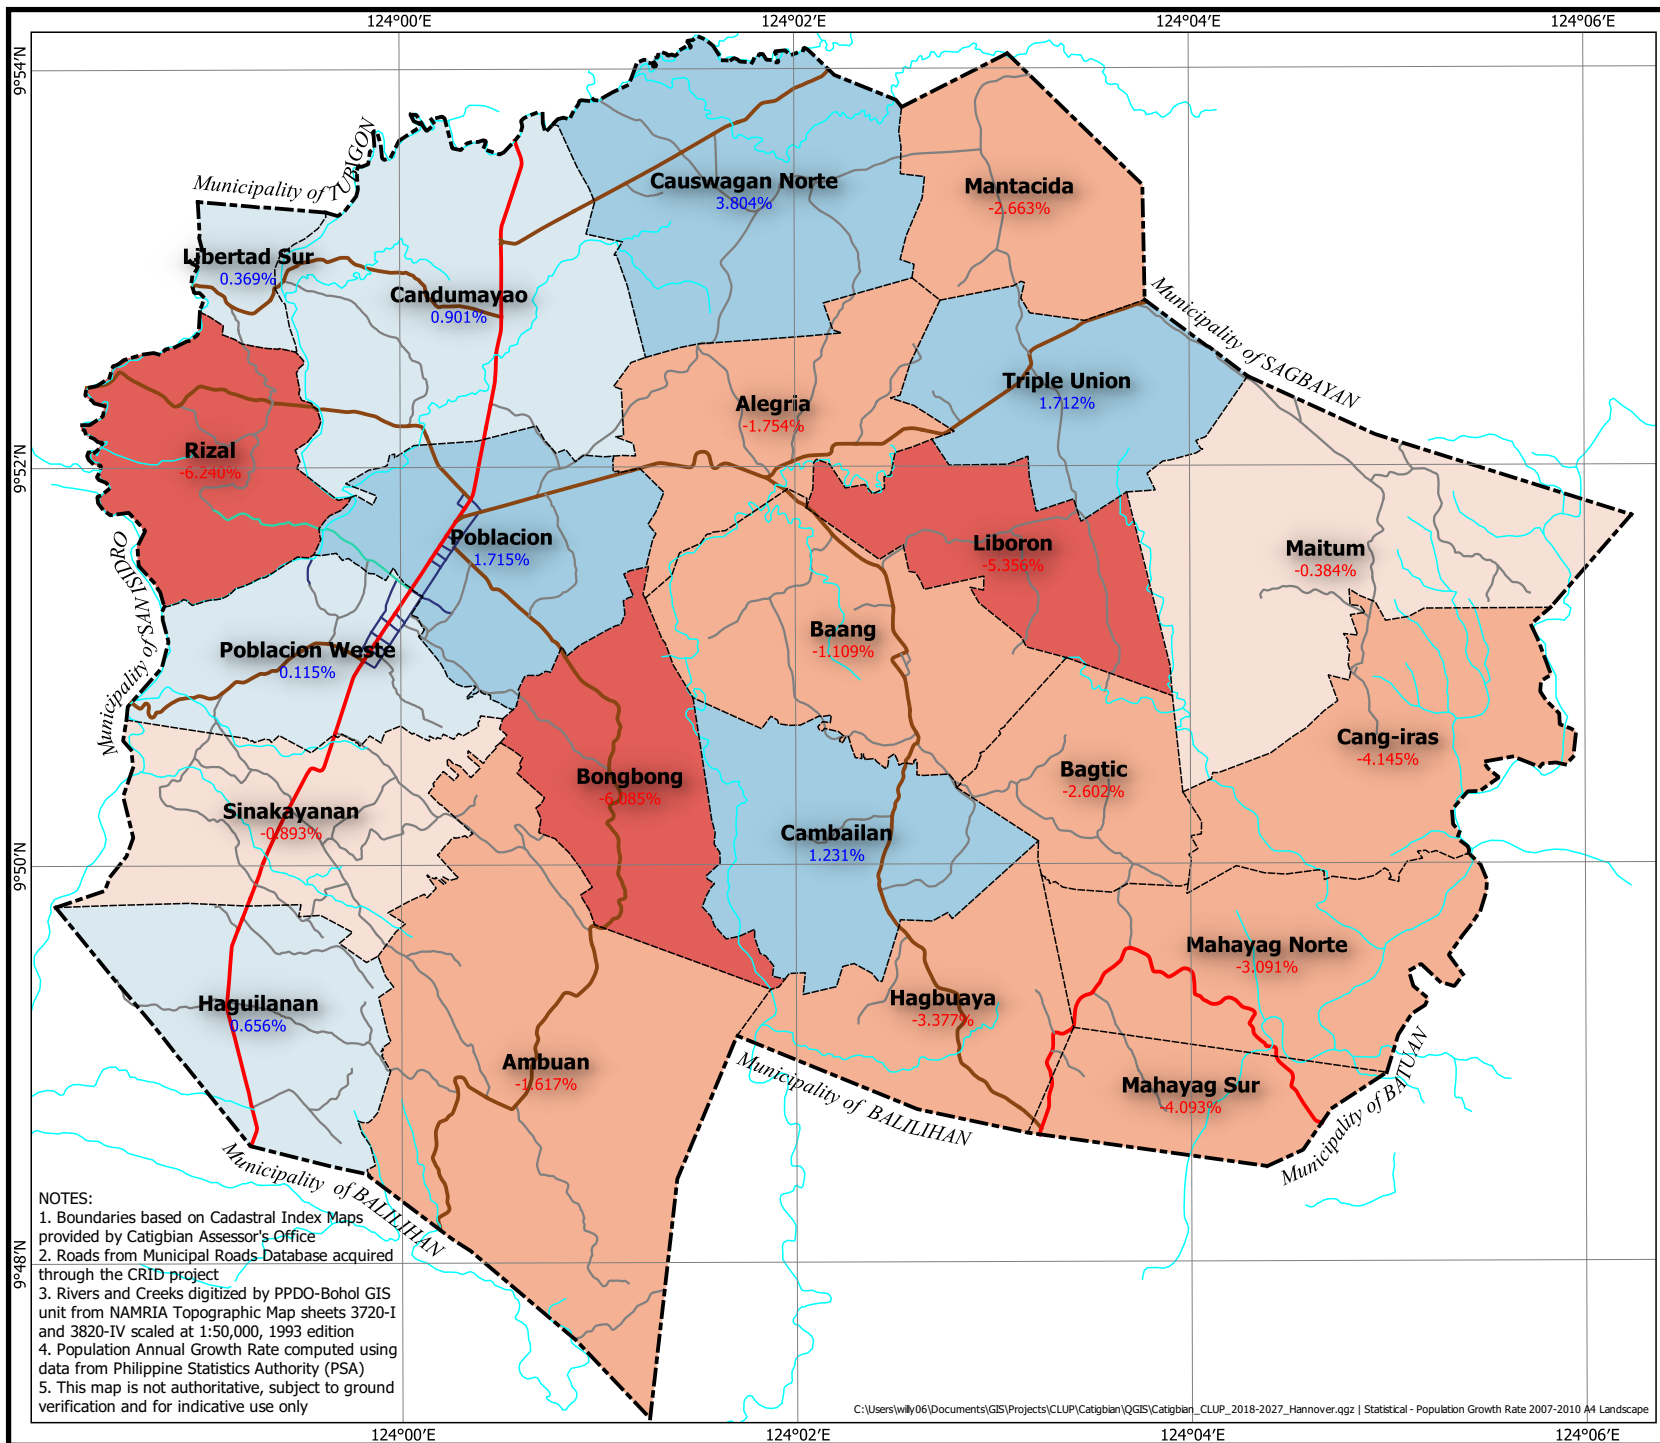 124°00′E
124°02′E
124°04′E
124°06′E
9°54′N
9°52′N
9°50′N
9°48′N
Municipality of TUBIGON
Causwagan Norte
3.804%
Mantacida
-2.663%
Libertad Sur
0.369%
Candumayao
0.901%
Municipality of SAGBAYAN
Triple Union
1.712%
Alegria
-1.754%
Rizal
-6.240%
Poblacion
1.715%
Liboron
-5.356%
Maitum
-0.384%
Municipality of SAN ISIDRO
Poblacion Weste
0.115%
Baang
-1.109%
Cang-iras
-4.145%
Bongbong
-6.085%
Bagtic
-2.602%
Sinakayanan
-0.893%
Cambailan
1.231%
Mahayag Norte
-3.091%
Haguilanan
0.656%
Hagbuaya
-3.377%
Ambuan
-1.617%
Mahayag Sur
-4.093%
Municipality of BALILIHAN
Municipality of BATUAN
Municipality of BALILIHAN
NOTES:
1. Boundaries based on Cadastral Index Maps
provided by Catigbian Assessor's Office
2. Roads from Municipal Roads Database acquired
through the CRID project
3. Rivers and Creeks digitized by PPDO-Bohol GIS
unit from NAMRIA Topographic Map sheets 3720-I
and 3820-IV scaled at 1:50,000, 1993 edition
4. Population Annual Growth Rate computed using
data from Philippine Statistics Authority (PSA)
5. This map is not authoritative, subject to ground
verification and for indicative use only
C:\Users\willy06\Documents\GIS\Projects\CLUP\Catigbian\QGIS\Catigbian_CLUP_2018-2027_Hannover.qgz | Statistical - Population Growth Rate 2007-2010 A4 Landscape
124°00′E
124°02′E
124°04′E
124°06′E